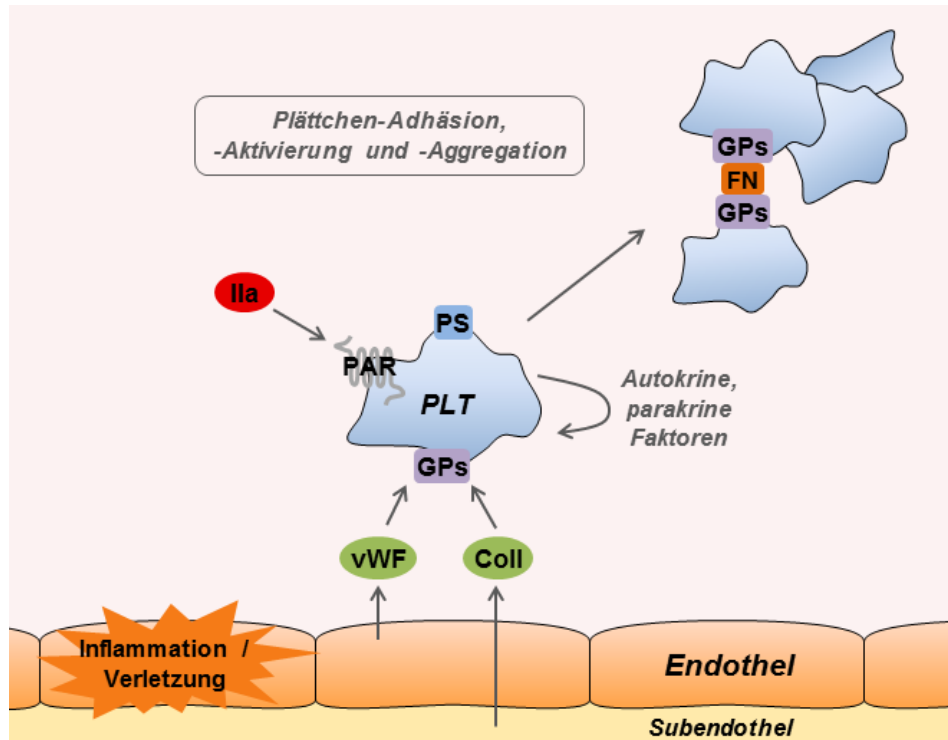 Plättchen-Adhäsion,
-Aktivierung und -Aggregation
GPs
FN
GPs
IIa
PS
PAR
PLT
Autokrine,
parakrine
Faktoren
GPs
vWF
Coll
Inflammation /
Verletzung
Endothel
Subendothel